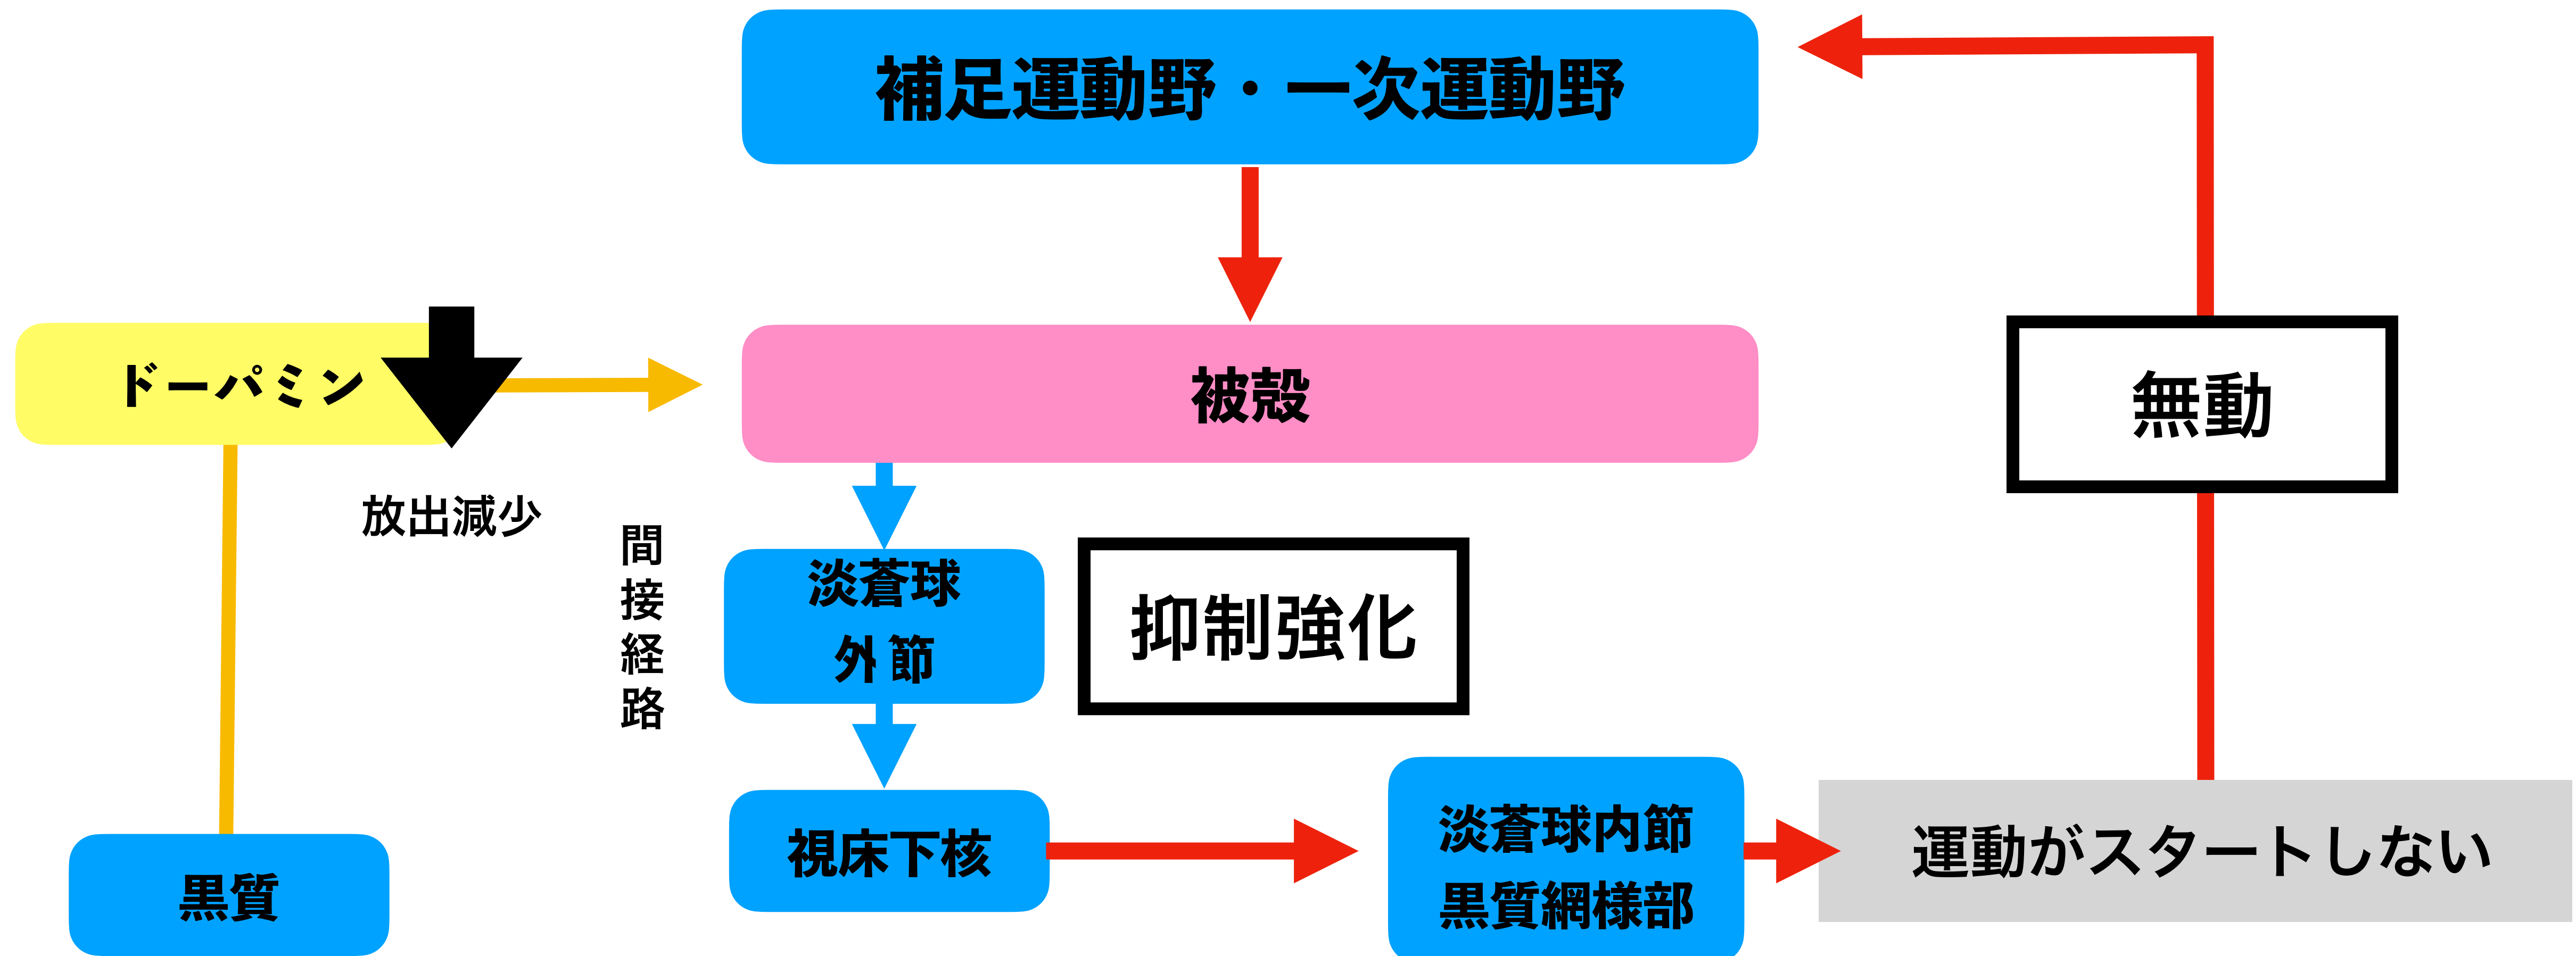 補足運動野・一次運動野
ドーパミン
被殻
無動
放出減少
間接経路
淡蒼球
外節
抑制強化
視床下核
淡蒼球内節
黒質網様部
運動がスタートしない
黒質